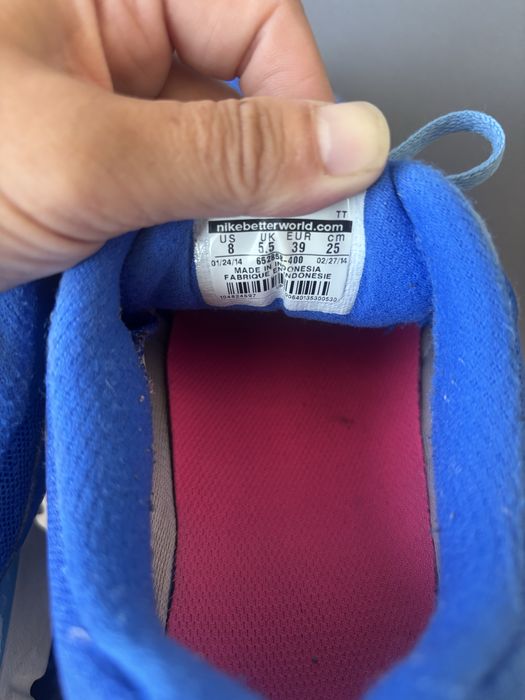 TT
nikebetterworld.com
US UK EUR cm
8 5.5 39 25
01/24/14 02/27/14
MADE IN INDONESIA
FABRIQUE EN INDONESIE